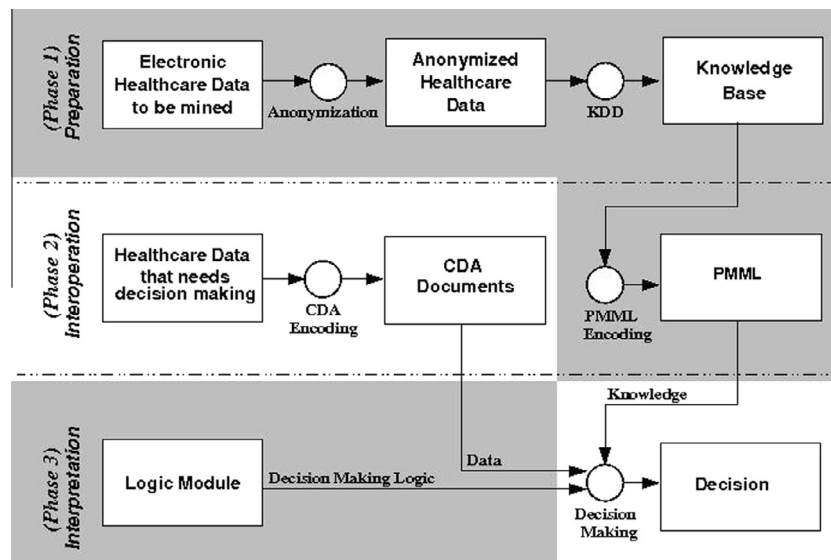 (Phase 1)
Preparation
Electronic
Healthcare Data
to be mined
Anonymization
Anonymized
Healthcare
Data
KDD
Knowledge
Base
(Phase 2)
Interoperation
Healthcare Data
that needs
decision making
CDA
Encoding
CDA
Documents
PMML
Encoding
PMML
(Phase 3)
Interpretation
Logic Module
Decision Making Logic
Data
Knowledge
Decision
Making
Decision